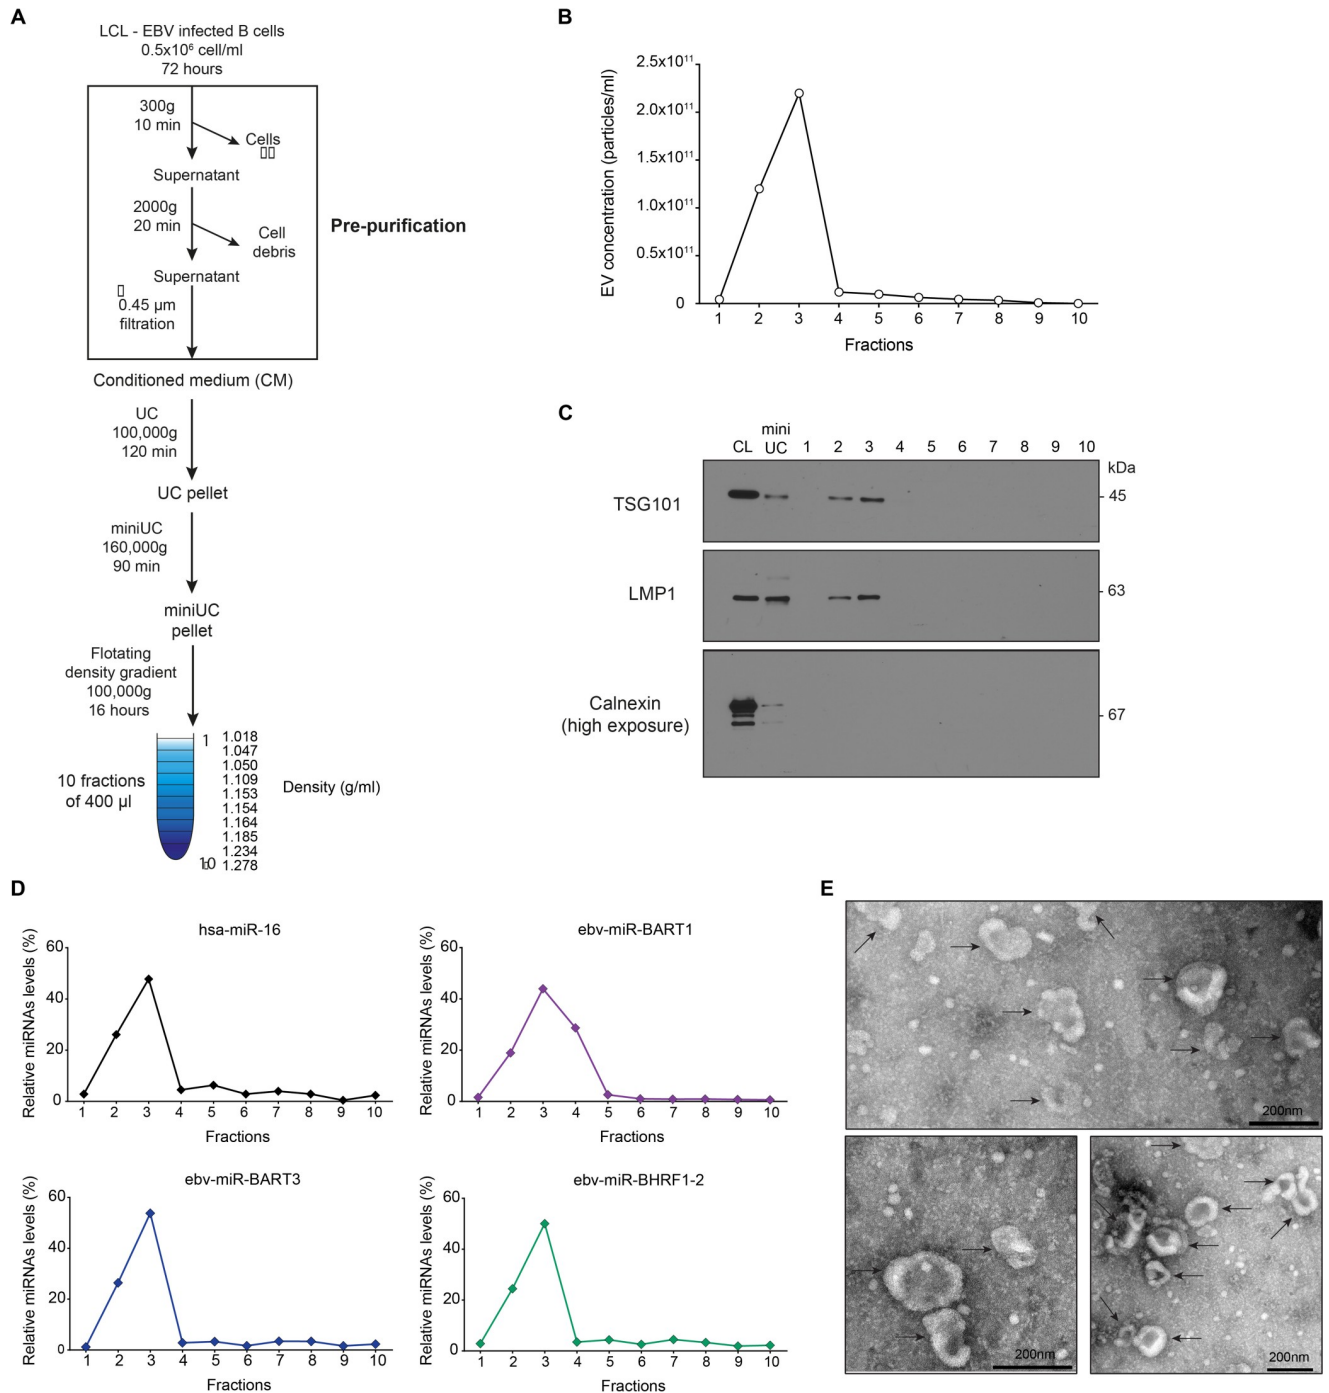 A
LCL - EBV infected B cells
0.5x10⁶ cell/ml
72 hours
300g
10 min
Cells
Supernatant
2000g
20 min
Cell
debris
Supernatant
0.45 µm
filtration
Pre-purification
Conditioned medium (CM)
UC
100,000g
120 min
UC pellet
miniUC
160,000g
90 min
miniUC
pellet
Flotating
density gradient
100,000g
16 hours
10 fractions
of 400 µl
1
10
1.018
1.047
1.050
1.109
1.153
1.154
1.164
1.185
1.234
1.278
Density (g/ml)
B
EV concentration (particles/ml)
2.5x10¹¹
2.0x10¹¹
1.5x10¹¹
1.0x10¹¹
0.5x10¹¹
0
1 2 3 4 5 6 7 8 9 10
Fractions
C
CL mini UC 1 2 3 4 5 6 7 8 9 10
kDa
TSG101
45
LMP1
63
Calnexin
(high exposure)
67
D
hsa-miR-16
Relative miRNAs levels (%)
60
40
20
0
1 2 3 4 5 6 7 8 9 10
Fractions
ebv-miR-BART1
Relative miRNAs levels (%)
60
40
20
0
1 2 3 4 5 6 7 8 9 10
Fractions
ebv-miR-BART3
Relative miRNAs levels (%)
60
40
20
0
1 2 3 4 5 6 7 8 9 10
Fractions
ebv-miR-BHRF1-2
Relative miRNAs levels (%)
60
40
20
0
1 2 3 4 5 6 7 8 9 10
Fractions
E
200nm
200nm
200nm